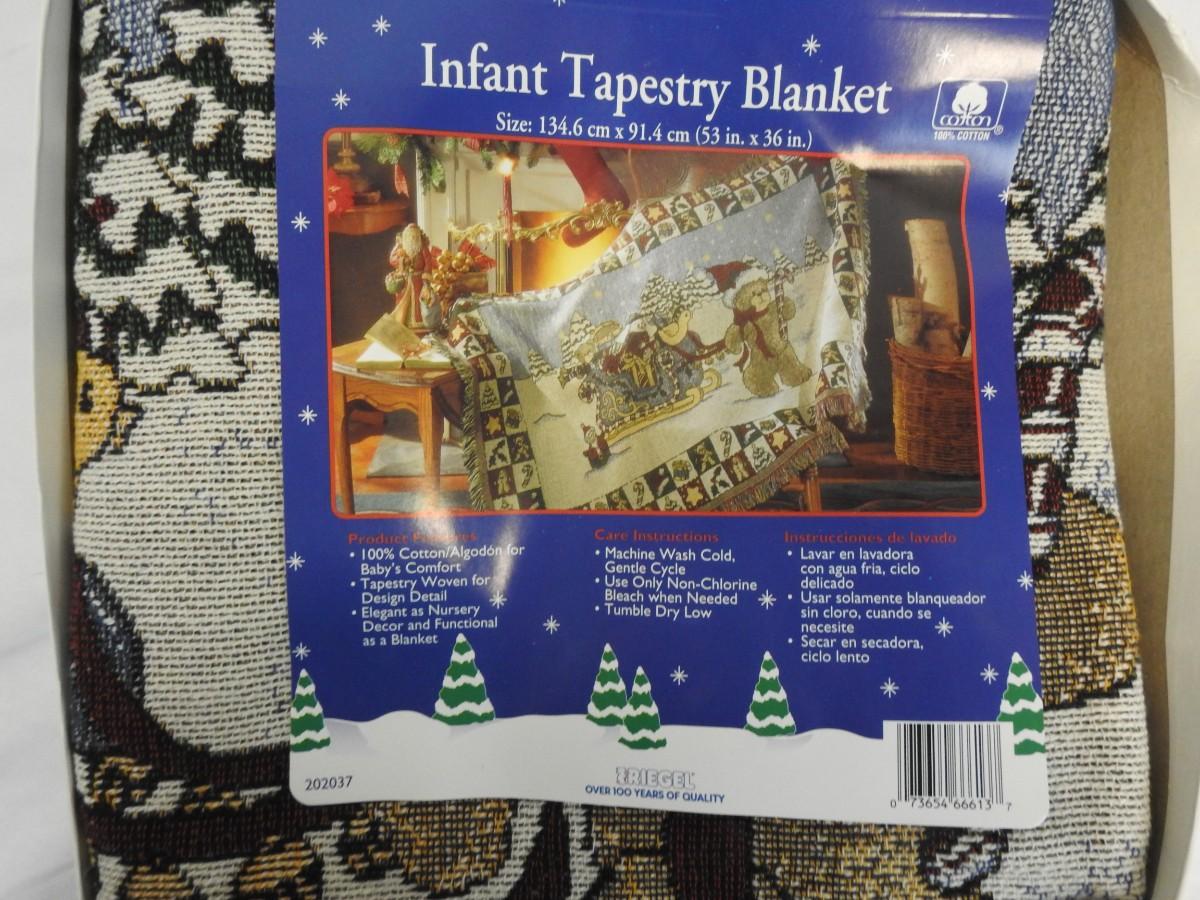 Infant Tapestry Blanket
Size: 134.6 cm x 91.4 cm (53 in. x 36 in.)
cotton
100% COTTON ®
Product Features
• 100% Cotton/Algodón for
Baby's Comfort
• Tapestry Woven for
Design Detail
• Elegant as Nursery
Decor and Functional
as a Blanket
Care Instructions
• Machine Wash Cold,
Gentle Cycle
• Use Only Non-Chlorine
Bleach when Needed
• Tumble Dry Low
Instrucciones de lavado
• Lavar en lavadora
con agua fria, ciclo
delicado
• Usar solamente blanqueador
sin cloro, cuando se
necesite
• Secar en secadora,
ciclo lento
202037
RIEGEL
OVER 100 YEARS OF QUALITY
0 73654 66613 7